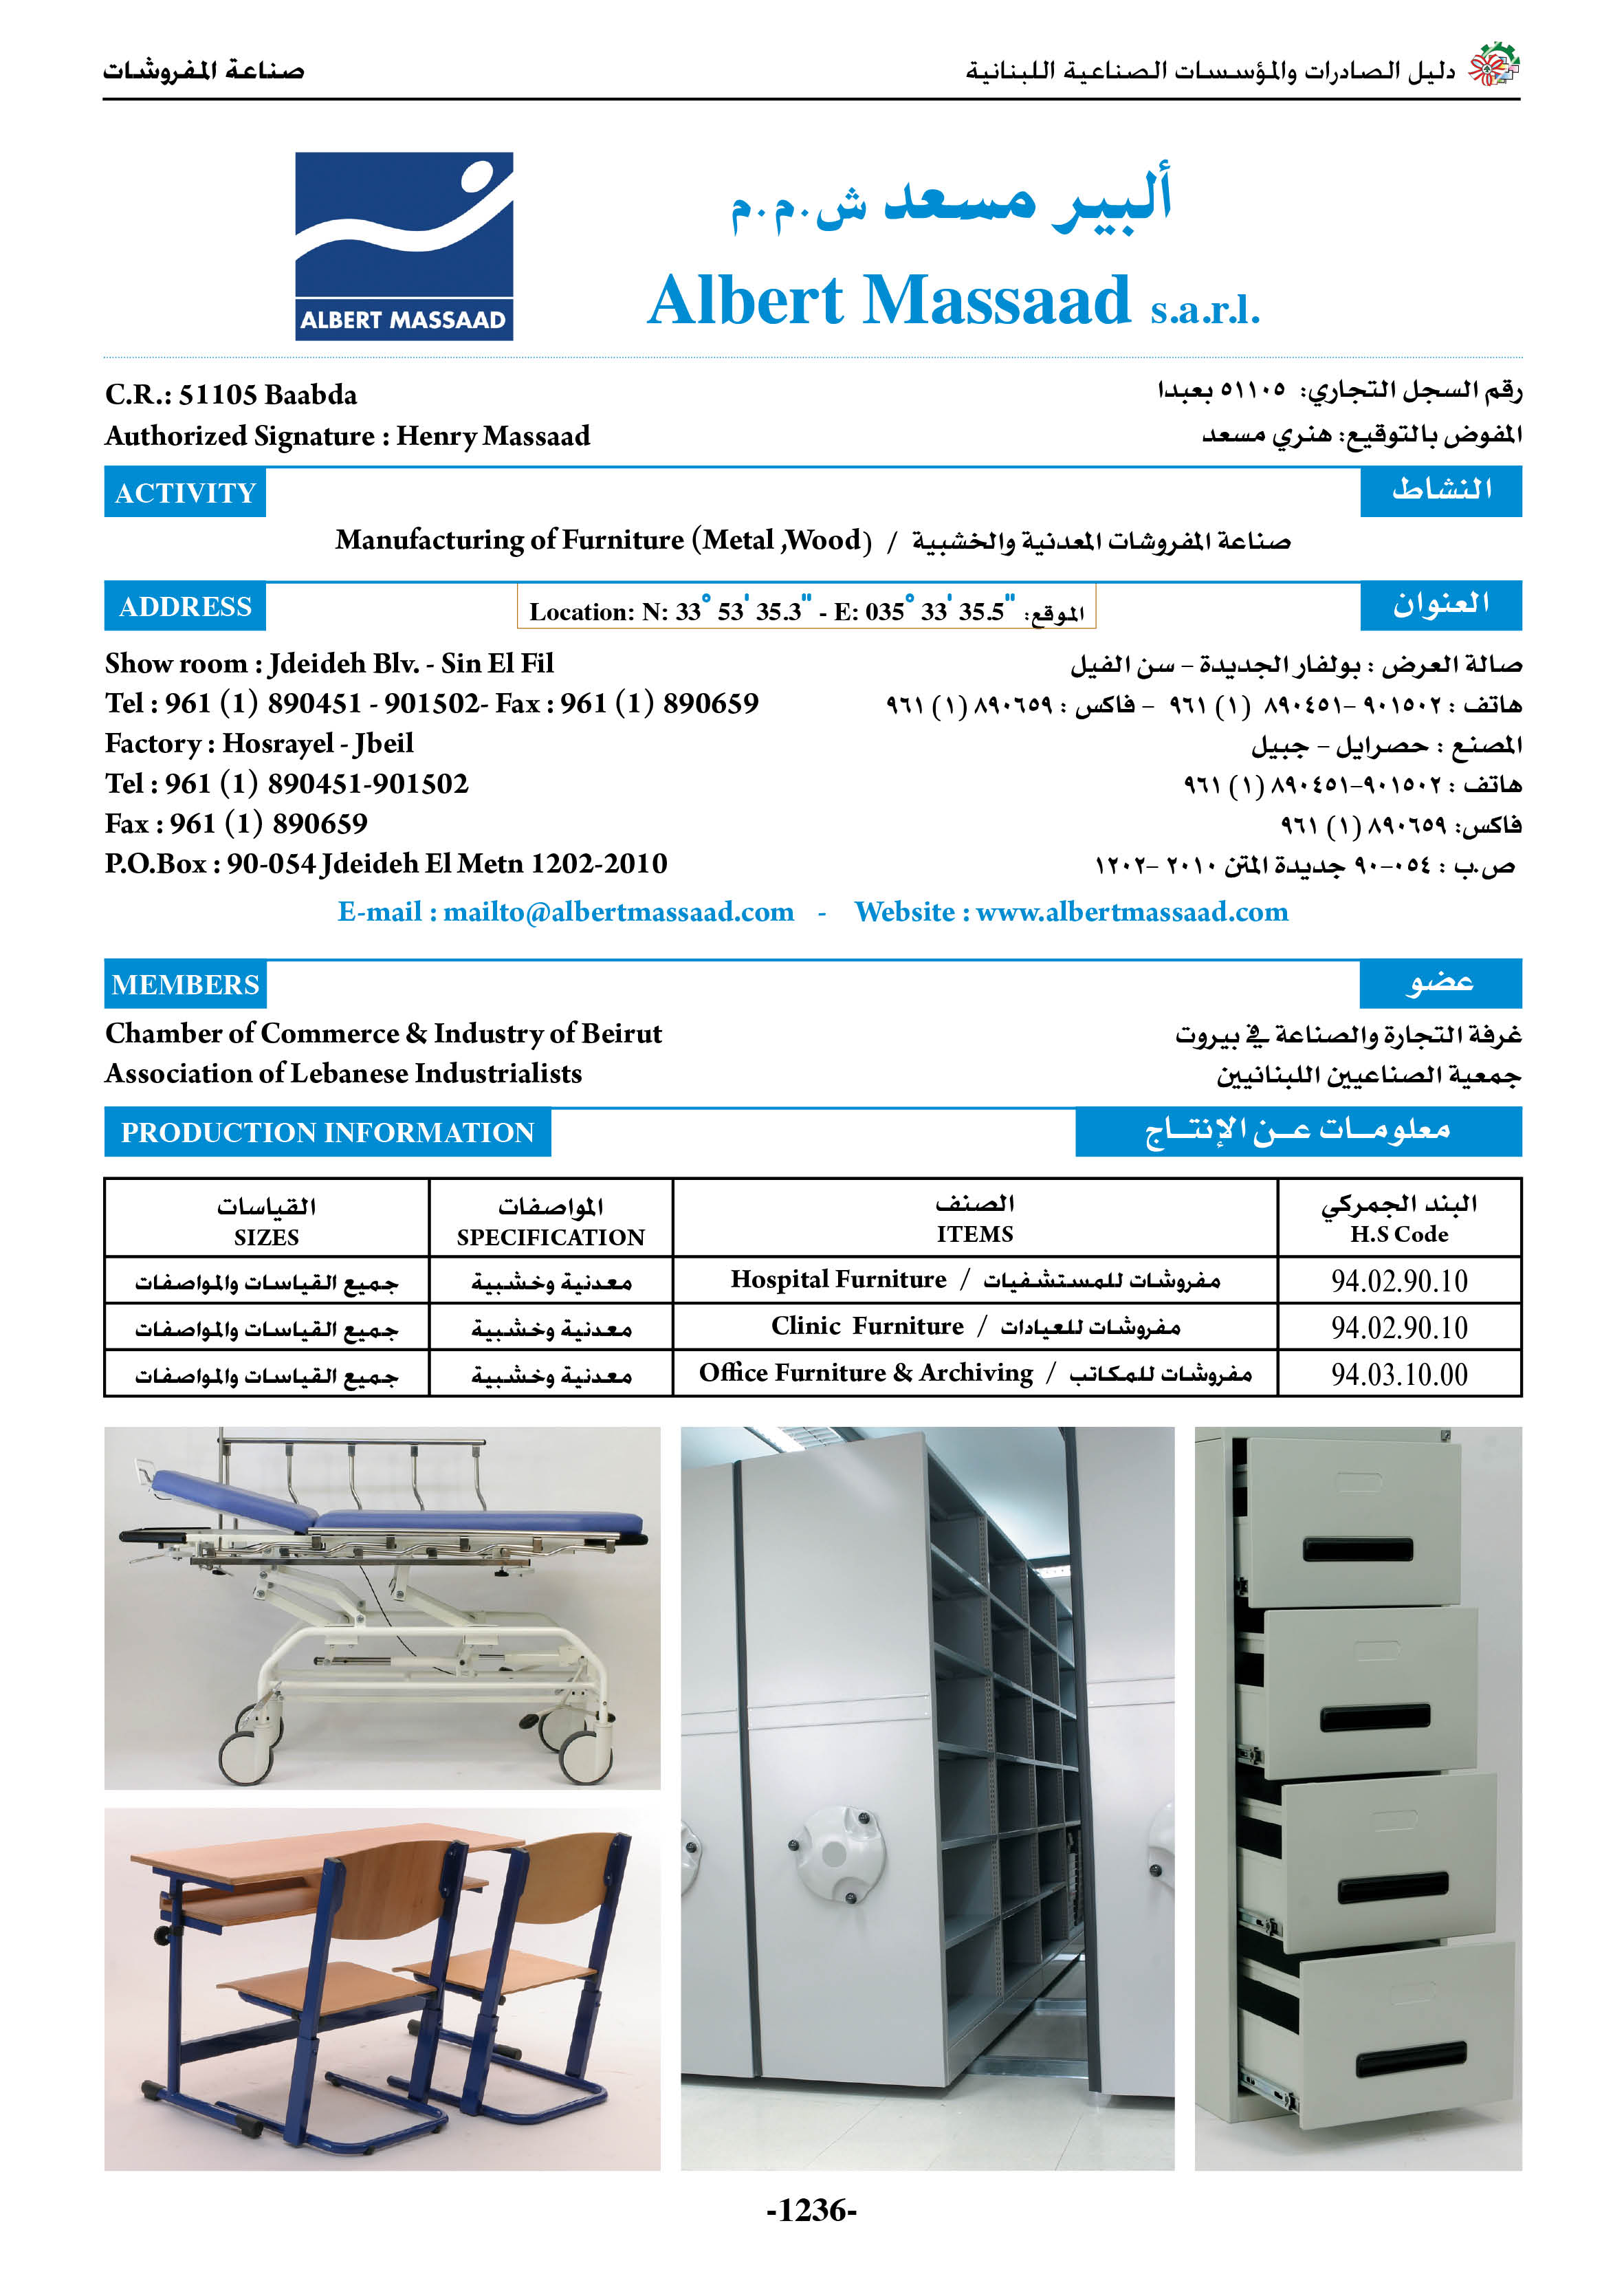 صناعة المفروشات
دليل الصادرات والمؤسسات الصناعية اللبنانية
ALBERT MASSAAD
ألبير مسعد ش.م.م
Albert Massaad s.a.r.l.
C.R.: 51105 Baabda
رقم السجل التجاري: ٥١١٠٥ بعبدا
Authorized Signature : Henry Massaad
المفوض بالتوقيع: هنري مسعد
ACTIVITY
النشاط
Manufacturing of Furniture (Metal ,Wood) / صناعة المفروشات المعدنية والخشبية
ADDRESS
Location: N: 33° 53' 35.3" - E: 035° 33' 35.5" الموقع:
العنوان
Show room : Jdeideh Blv. - Sin El Fil
صالة العرض : بولفار الجديدة – سن الفيل
Tel : 961 (1) 890451 - 901502- Fax : 961 (1) 890659
هاتف : ٩٠١٥٠٢ –٨٩٠٤٥١ (١) ٩٦١ – فاكس : ٨٩٠٦٥٩ (١) ٩٦١
Factory : Hosrayel - Jbeil
المصنع : حصرايل – جبيل
Tel : 961 (1) 890451-901502
هاتف : ٩٠١٥٠٢–٨٩٠٤٥١ (١) ٩٦١
Fax : 961 (1) 890659
فاكس: ٨٩٠٦٥٩ (١) ٩٦١
P.O.Box : 90-054 Jdeideh El Metn 1202-2010
ص.ب : ٠٥٤–٩٠ جديدة المتن ٢٠١٠ –١٢٠٢
E-mail : mailto@albertmassaad.com - Website : www.albertmassaad.com
MEMBERS
عضو
Chamber of Commerce & Industry of Beirut
غرفة التجارة والصناعة في بيروت
Association of Lebanese Industrialists
جمعية الصناعيين اللبنانيين
PRODUCTION INFORMATION
معلومـات عـن الإنتـاج
القياسات
المواصفات
الصنف
البند الجمركي
SIZES
SPECIFICATION
ITEMS
H.S Code
جميع القياسات والمواصفات
معدنية وخشبية
Hospital Furniture / مفروشات للمستشفيات
94.02.90.10
جميع القياسات والمواصفات
معدنية وخشبية
Clinic Furniture / مفروشات للعيادات
94.02.90.10
جميع القياسات والمواصفات
معدنية وخشبية
Office Furniture & Archiving / مفروشات للمكاتب
94.03.10.00
-1236-